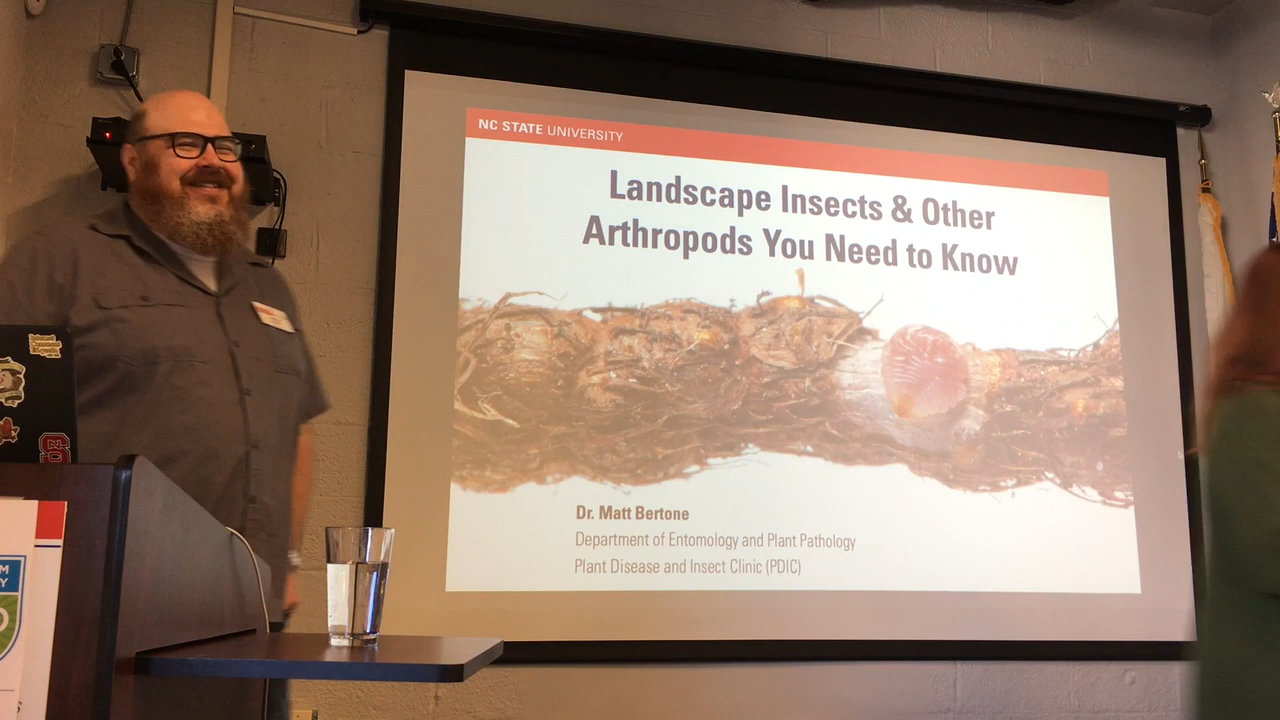 NC STATE UNIVERSITY
Landscape Insects & Other
Arthropods You Need to Know
Dr. Matt Bertone
Department of Entomology and Plant Pathology
Plant Disease and Insect Clinic (PDIC)